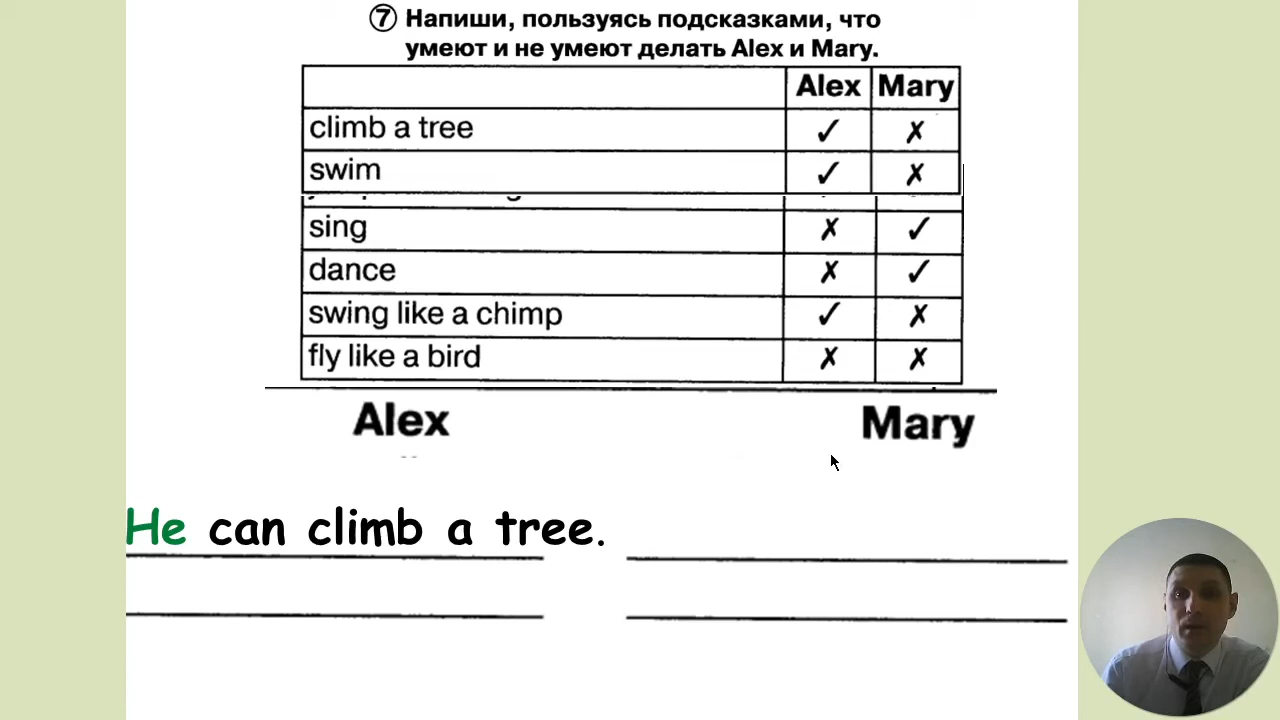 ⑦ Напиши, пользуясь подсказками, что
умеют и не умеют делать Alex и Mary.
Alex Mary
climb a tree ✓ ✗
swim ✓ ✗
sing ✗ ✓
dance ✗ ✓
swing like a chimp ✓ ✗
fly like a bird ✗ ✗
Alex Mary
He can climb a tree.